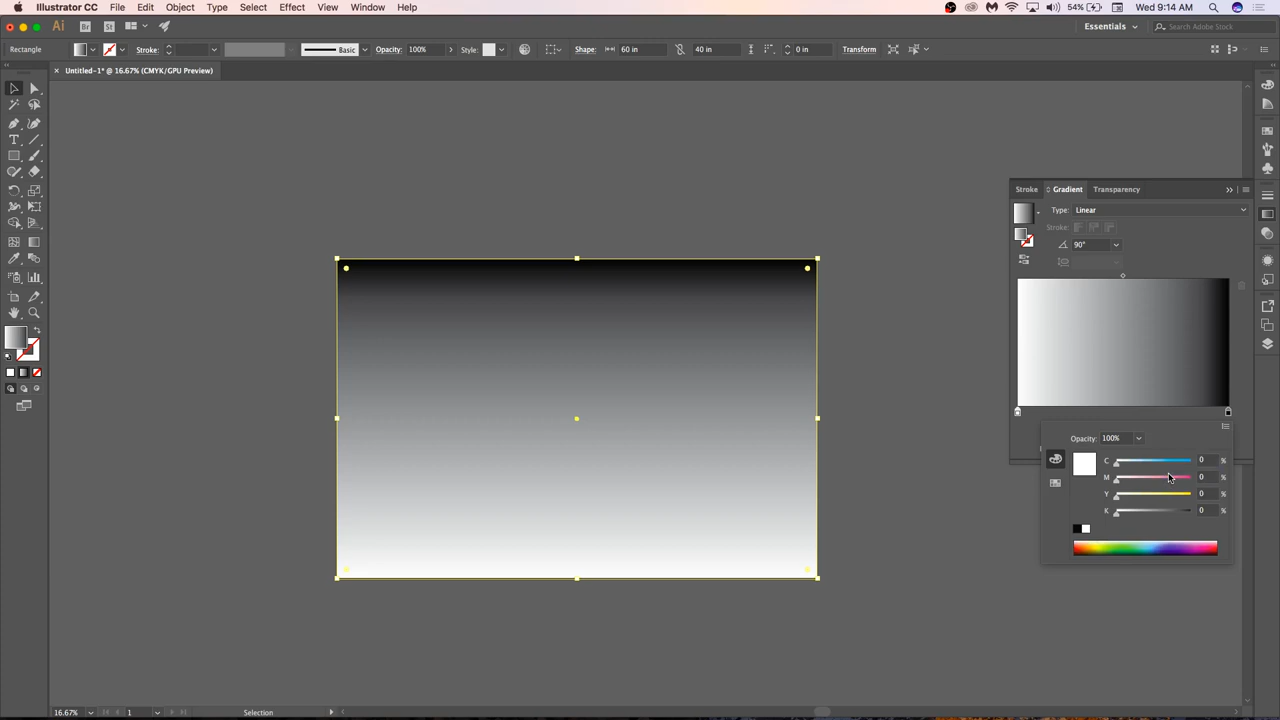 Illustrator CC File Edit Object Type Select Effect View Window Help 54% Wed 9:14 AM
Ai Br St Essentials Search Adobe Stock
Rectangle Stroke: Basic Opacity: 100% Style: Shape: 60 in 40 in 0 in Transform
× Untitled-1* @ 16.67% (CMYK/GPU Preview)
Stroke Gradient Transparency
Type: Linear
Stroke:
90°
Opacity: 100%
C 0 %
M 0 %
Y 0 %
K 0 %
16.67% 1 Selection